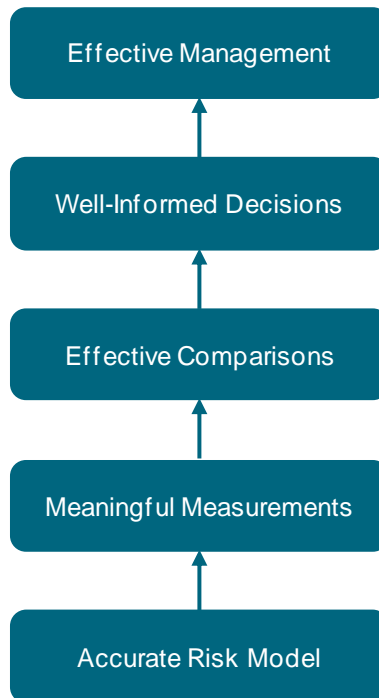 Effective Management
Well-Informed Decisions
Effective Comparisons
Meaningful Measurements
Accurate Risk Model